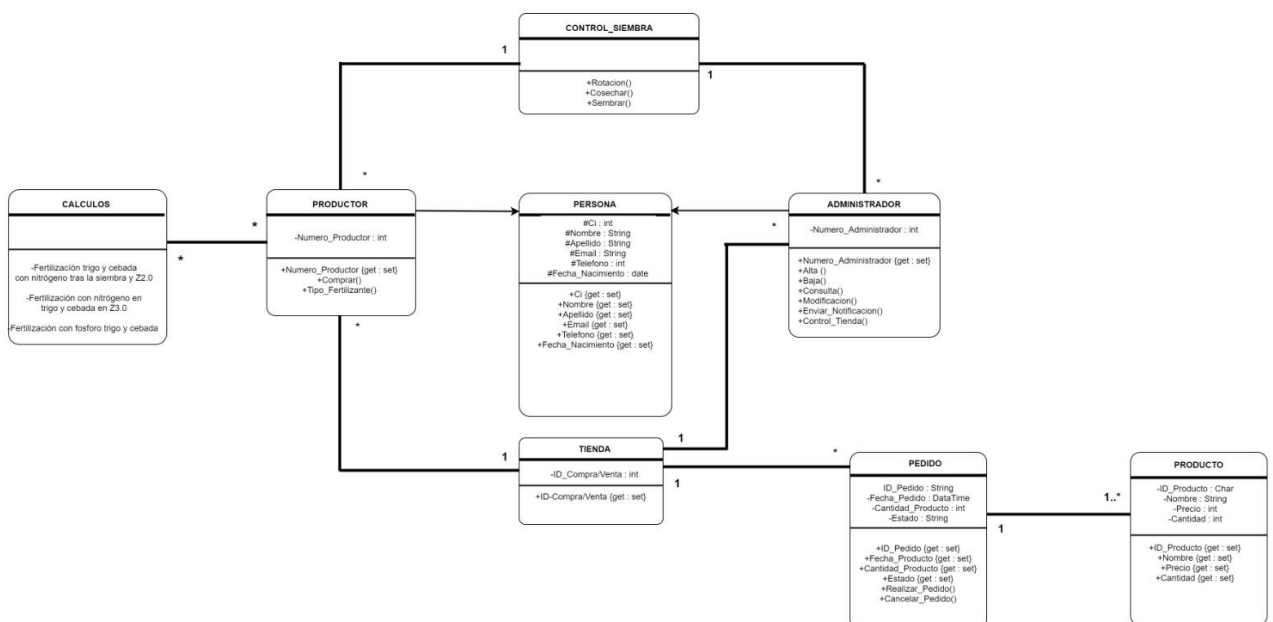 CONTROL_SIEMBRA
1
1
+Rotacion()
+Cosechar()
+Sembrar()
*
*
CALCULOS
-Fertilización trigo y cebada
con nitrógeno tras la siembra y Z2.0
-Fertilización con nitrógeno en
trigo y cebada en Z3.0
-Fertilización con fosforo trigo y cebada
*
*
PRODUCTOR
-Numero_Productor : int
+Numero_Productor {get : set}
+Comprar()
+Tipo_Fertilizante()
*
PERSONA
#Ci : int
#Nombre : String
#Apellido : String
#Email : String
#Telefono : int
#Fecha_Nacimiento : date
+Ci {get : set}
+Nombre {get : set}
+Apellido {get : set}
+Email {get : set}
+Telefono {get : set}
+Fecha_Nacimiento {get : set}
*
ADMINISTRADOR
-Numero_Administrador : int
+Numero_Administrador {get : set}
+Alta ()
+Baja()
+Consulta()
+Modificacion()
+Enviar_Notificacion()
+Control_Tienda()
1
TIENDA
-ID_Compra/Venta : int
+ID-Compra/Venta {get : set}
1
1
*
PEDIDO
ID_Pedido : String
-Fecha_Pedido : DataTime
-Cantidad_Producto : int
-Estado : String
+ID_Pedido {get : set}
+Fecha_Producto {get : set}
+Cantidad_Producto {get : set}
+Estado {get : set}
+Realizar_Pedido()
+Cancelar_Pedido()
1
1..*
PRODUCTO
-ID_Producto : Char
-Nombre : String
-Precio : int
-Cantidad : int
+ID_Producto {get : set}
+Nombre {get : set}
+Precio {get : set}
+Cantidad {get : set}